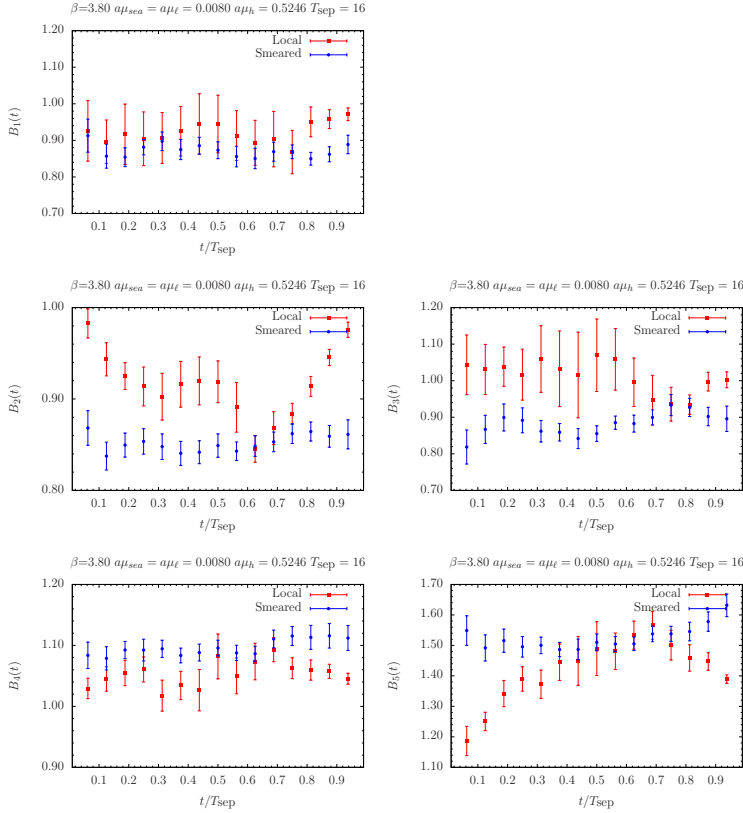 β=3.80 aμsea = aμℓ = 0.0080 aμh = 0.5246 Tsep = 16
1.20
1.10
1.00
0.90
0.80
0.70
B1(t)
Local
Smeared
0.1 0.2 0.3 0.4 0.5 0.6 0.7 0.8 0.9
t/Tsep
β=3.80 aμsea = aμℓ = 0.0080 aμh = 0.5246 Tsep = 16
1.00
0.90
0.80
B2(t)
Local
Smeared
0.1 0.2 0.3 0.4 0.5 0.6 0.7 0.8 0.9
t/Tsep
β=3.80 aμsea = aμℓ = 0.0080 aμh = 0.5246 Tsep = 16
1.20
1.10
1.00
0.90
0.80
0.70
B3(t)
Local
Smeared
0.1 0.2 0.3 0.4 0.5 0.6 0.7 0.8 0.9
t/Tsep
β=3.80 aμsea = aμℓ = 0.0080 aμh = 0.5246 Tsep = 16
1.20
1.10
1.00
0.90
B4(t)
Local
Smeared
0.1 0.2 0.3 0.4 0.5 0.6 0.7 0.8 0.9
t/Tsep
β=3.80 aμsea = aμℓ = 0.0080 aμh = 0.5246 Tsep = 16
1.70
1.60
1.50
1.40
1.30
1.20
1.10
B5(t)
Local
Smeared
0.1 0.2 0.3 0.4 0.5 0.6 0.7 0.8 0.9
t/Tsep